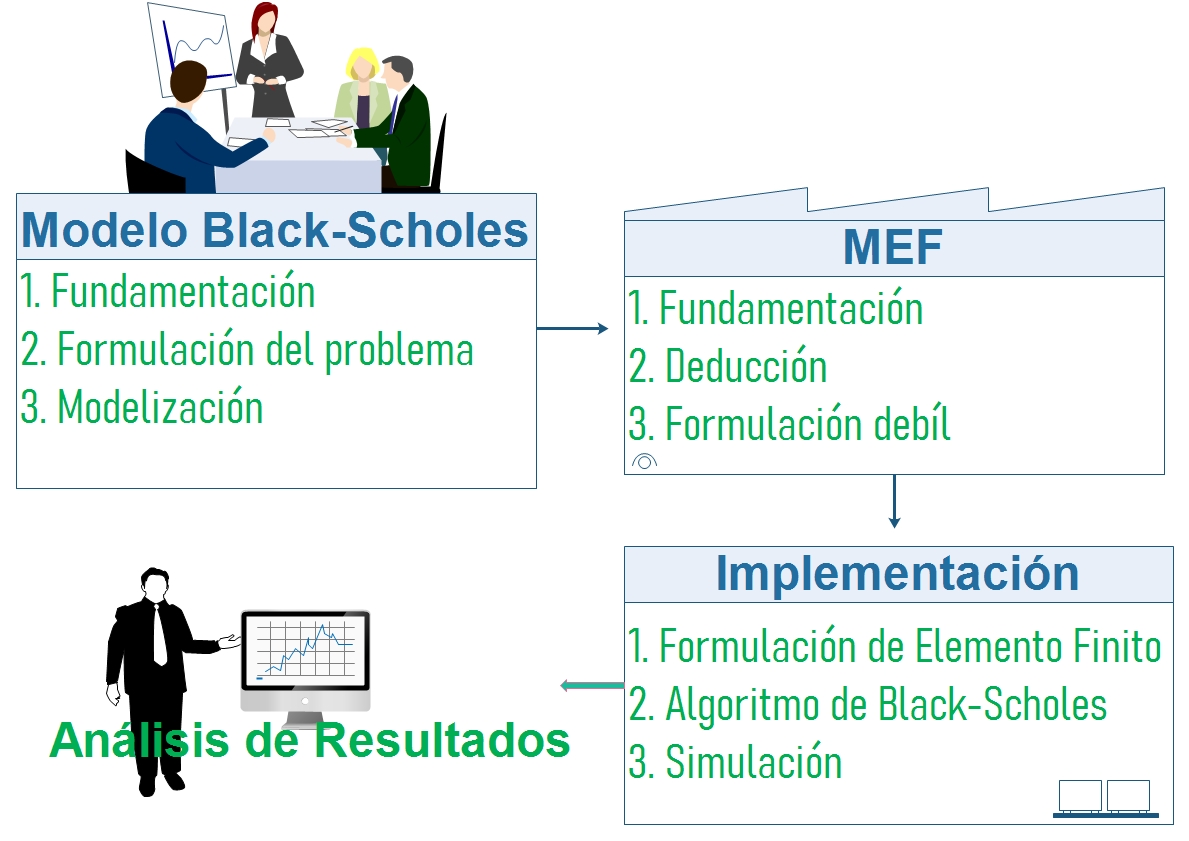 Modelo Black-Scholes
1. Fundamentación
2. Formulación del problema
3. Modelización
MEF
1. Fundamentación
2. Deducción
3. Formulación debíl
Implementación
1. Formulación de Elemento Finito
2. Algoritmo de Black-Scholes
3. Simulación
Análisis de Resultados